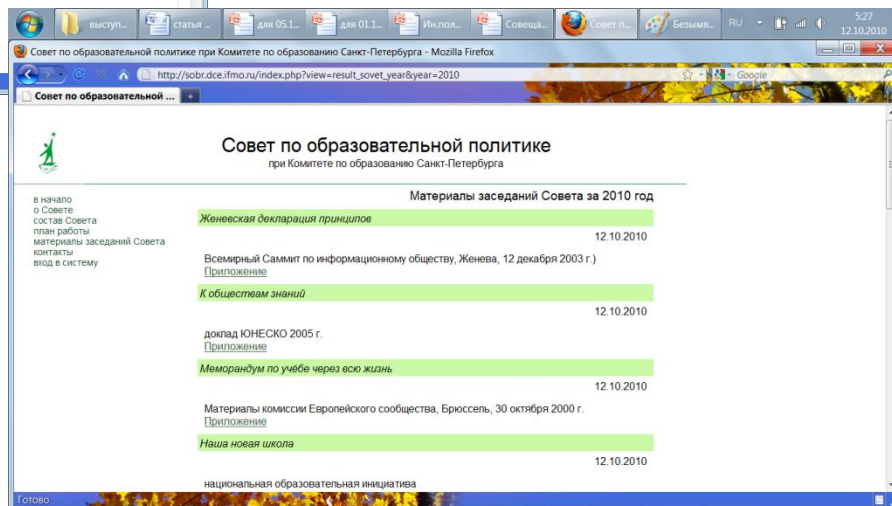 выступ...
статья ...
для 05.1...
для 01.1...
Ин.пол...
Совеща...
Совет п...
Безымя...
RU
5:27
12.10.2010
Совет по образовательной политике при Комитете по образованию Санкт-Петербурга - Mozilla Firefox
http://sobr.dce.ifmo.ru/index.php?view=result_sovet_year&year=2010
Google
Совет по образовательной ...
Совет по образовательной политике
при Комитете по образованию Санкт-Петербурга
в начало
о Совете
состав Совета
план работы
материалы заседаний Совета
контакты
вход в систему
Материалы заседаний Совета за 2010 год
Женевская декларация принципов
12.10.2010
Всемирный Саммит по информационному обществу, Женева, 12 декабря 2003 г.)
Приложение
К обществам знаний
12.10.2010
доклад ЮНЕСКО 2005 г.
Приложение
Меморандум по учёбе через всю жизнь
12.10.2010
Материалы комиссии Европейского сообщества, Брюссель, 30 октября 2000 г.
Приложение
Наша новая школа
12.10.2010
национальная образовательная инициатива
Готово